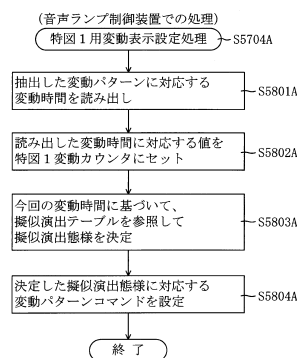 (音声ランプ制御装置での処理)
特図1用変動表示設定処理
S5704A
抽出した変動パターンに対応する
変動時間を読み出し
S5801A
読み出した変動時間に対応する値を
特図1変動カウンタにセット
S5802A
今回の変動時間に基づいて、
擬似演出テーブルを参照して
擬似演出態様を決定
S5803A
決定した擬似演出態様に対応する
変動パターンコマンドを設定
S5804A
終了